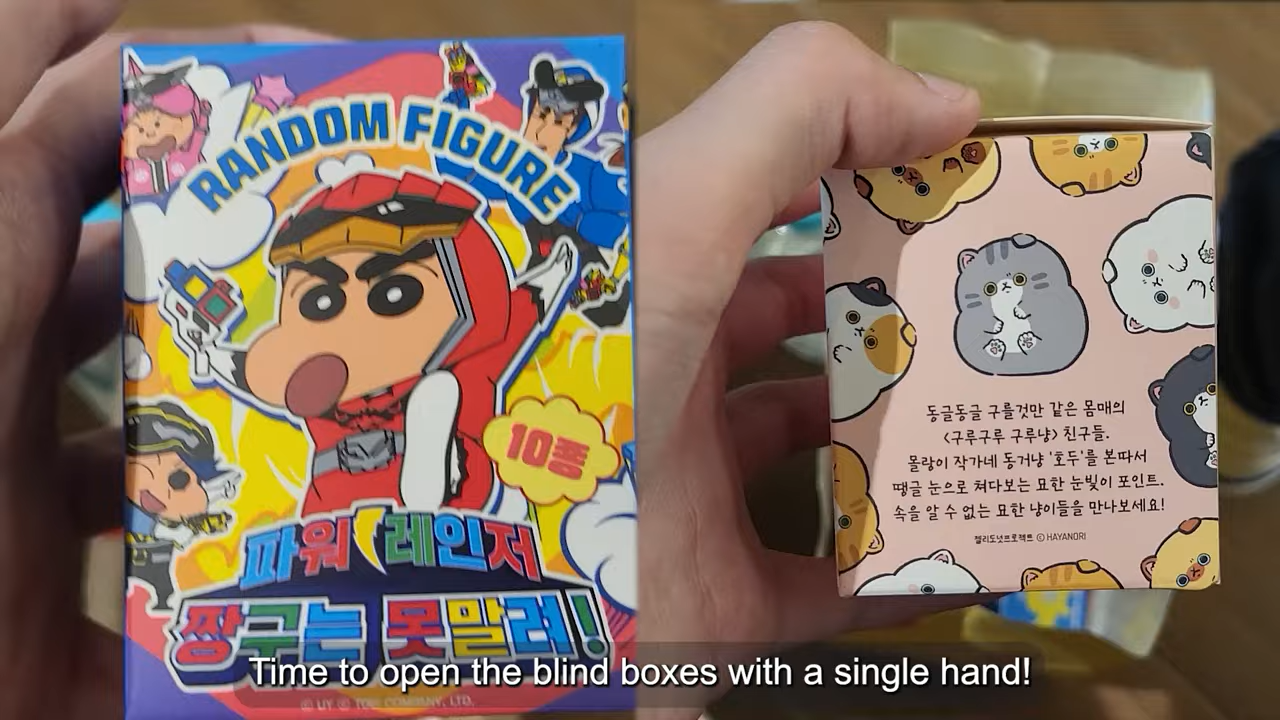 RANDOM FIGURE
10종
파워레인저
짱구는 못말려!
© UY © TOEI COMPANY, LTD.
동글동글 구를것만 같은 몸매의
<구루구루 구루냥> 친구들.
몰랑이 작가네 동거냥 '호두'를 본따서
땡글 눈으로 쳐다보는 묘한 눈빛이 포인트.
속을 알 수 없는 묘한 냥이들을 만나보세요!
젤리도넛프로젝트 © HAYANORI
Time to open the blind boxes with a single hand!